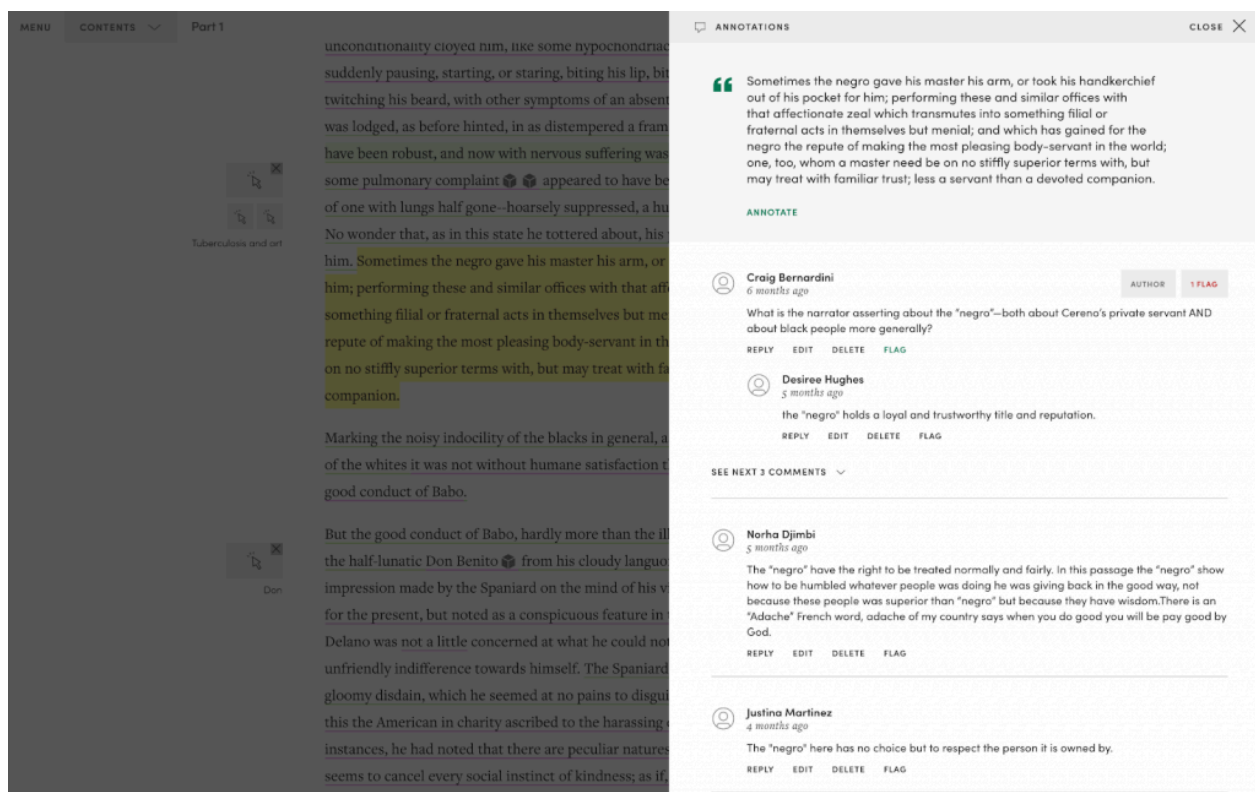 MENU
CONTENTS
Part 1
unconditionality cloyed him, like some hypochondriac
suddenly pausing, starting, or staring, biting his lip, bit
twitching his beard, with other symptoms of an absent
was lodged, as before hinted, in as distempered a fram
have been robust, and now with nervous suffering was
some pulmonary complaint appeared to have be
of one with lungs half gone--hoarsely suppressed, a hu
No wonder that, as in this state he tottered about, his
him. Sometimes the negro gave his master his arm, or
him; performing these and similar offices with that aff
something filial or fraternal acts in themselves but me
repute of making the most pleasing body-servant in th
on no stiffly superior terms with, but may treat with fa
companion.
Tuberculosis and art
Marking the noisy indocility of the blacks in general, a
of the whites it was not without humane satisfaction t
good conduct of Babo.
But the good conduct of Babo, hardly more than the ill
the half-lunatic Don Benito from his cloudy languo
impression made by the Spaniard on the mind of his vi
for the present, but noted as a conspicuous feature in
Delano was not a little concerned at what he could not
unfriendly indifference towards himself. The Spaniard
gloomy disdain, which he seemed at no pains to disgui
this the American in charity ascribed to the harassing
instances, he had noted that there are peculiar natures
seems to cancel every social instinct of kindness; as if,
Don
ANNOTATIONS
CLOSE
Sometimes the negro gave his master his arm, or took his handkerchief
out of his pocket for him; performing these and similar offices with
that affectionate zeal which transmutes into something filial or
fraternal acts in themselves but menial; and which has gained for the
negro the repute of making the most pleasing body-servant in the world;
one, too, whom a master need be on no stiffly superior terms with, but
may treat with familiar trust; less a servant than a devoted companion.
ANNOTATE
Craig Bernardini
6 months ago
AUTHOR
1 FLAG
What is the narrator asserting about the "negro"—both about Cereno's private servant AND
about black people more generally?
REPLY EDIT DELETE FLAG
Desiree Hughes
5 months ago
the "negro" holds a loyal and trustworthy title and reputation.
REPLY EDIT DELETE FLAG
SEE NEXT 3 COMMENTS
Norha Djimbi
5 months ago
The "negro" have the right to be treated normally and fairly. In this passage the "negro" show
how to be humbled whatever people was doing he was giving back in the good way, not
because these people was superior than "negro" but because they have wisdom.There is an
"Adache" French word, adache of my country says when you do good you will be pay good by
God.
REPLY EDIT DELETE FLAG
Justina Martinez
4 months ago
The "negro" here has no choice but to respect the person it is owned by.
REPLY EDIT DELETE FLAG